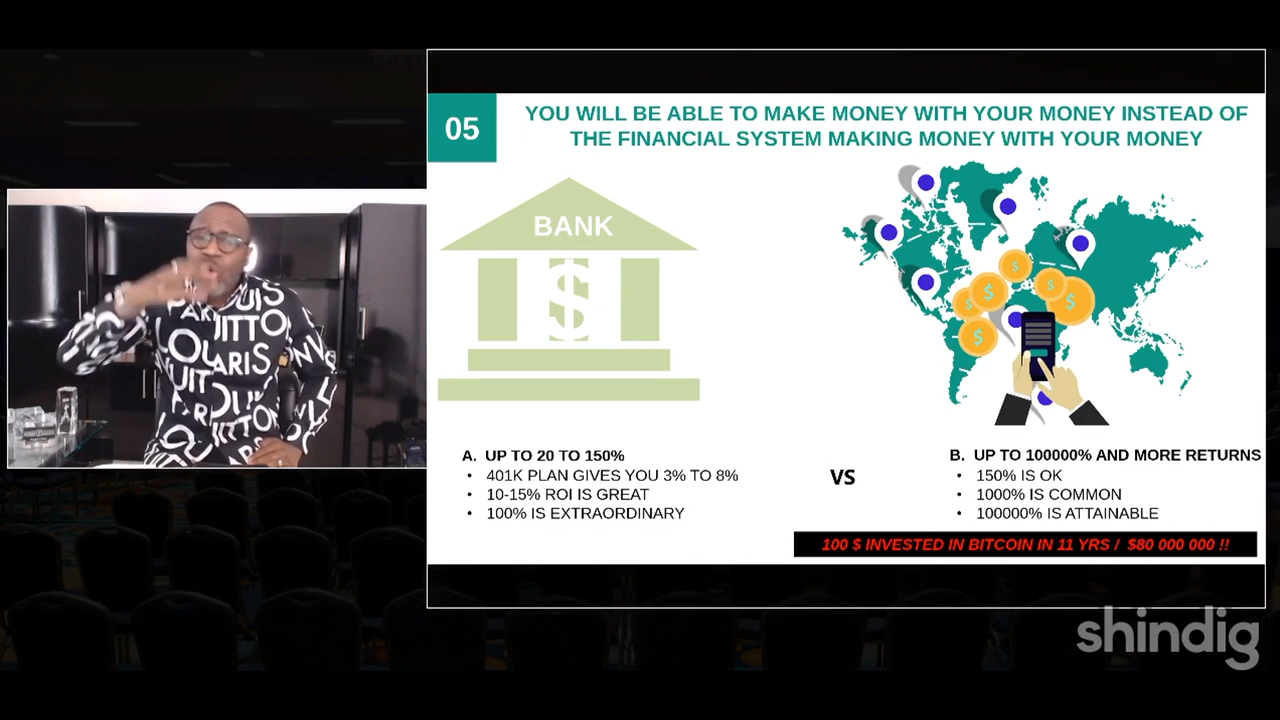 05
YOU WILL BE ABLE TO MAKE MONEY WITH YOUR MONEY INSTEAD OF
THE FINANCIAL SYSTEM MAKING MONEY WITH YOUR MONEY
BANK
$
A. UP TO 20 TO 150%
• 401K PLAN GIVES YOU 3% TO 8%
• 10-15% ROI IS GREAT
• 100% IS EXTRAORDINARY
VS
B. UP TO 100000% AND MORE RETURNS
• 150% IS OK
• 1000% IS COMMON
• 100000% IS ATTAINABLE
100 $ INVESTED IN BITCOIN IN 11 YRS / $80 000 000 !!
shindig